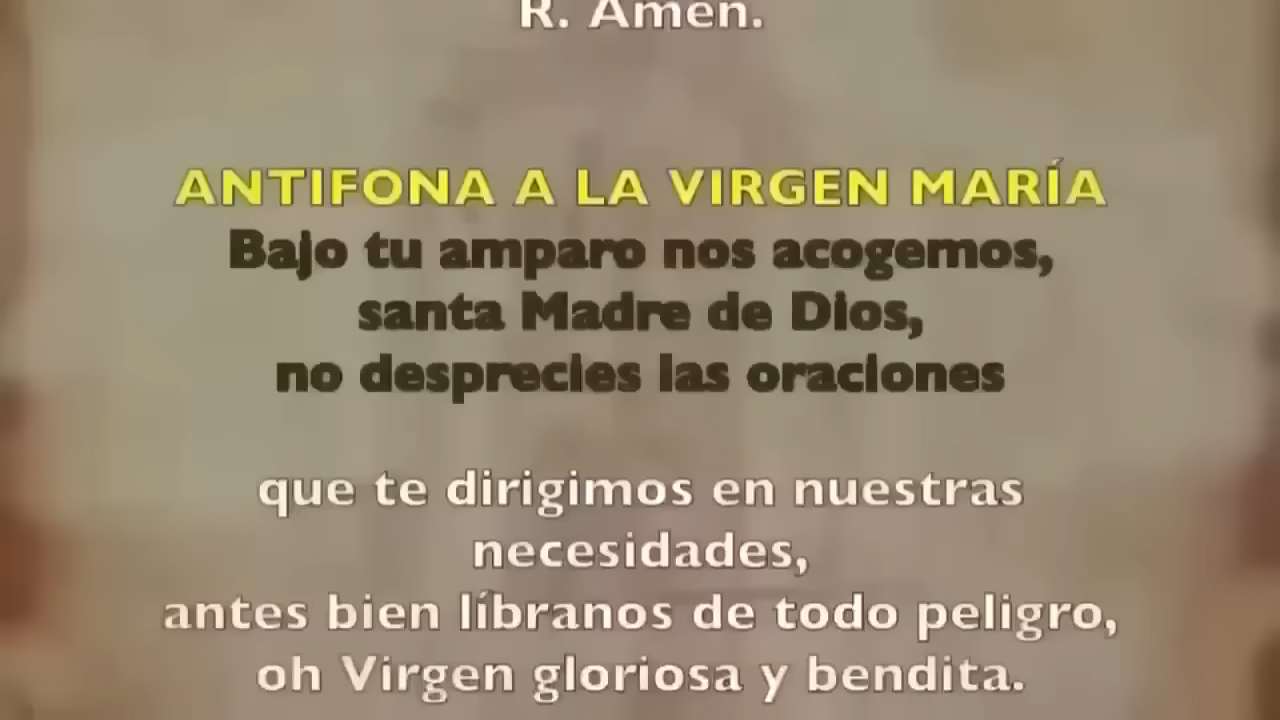 R. Amén.
ANTIFONA A LA VIRGEN MARÍA
Bajo tu amparo nos acogemos,
santa Madre de Dios,
no desprecies las oraciones
que te dirigimos en nuestras
necesidades,
antes bien líbranos de todo peligro,
oh Virgen gloriosa y bendita.